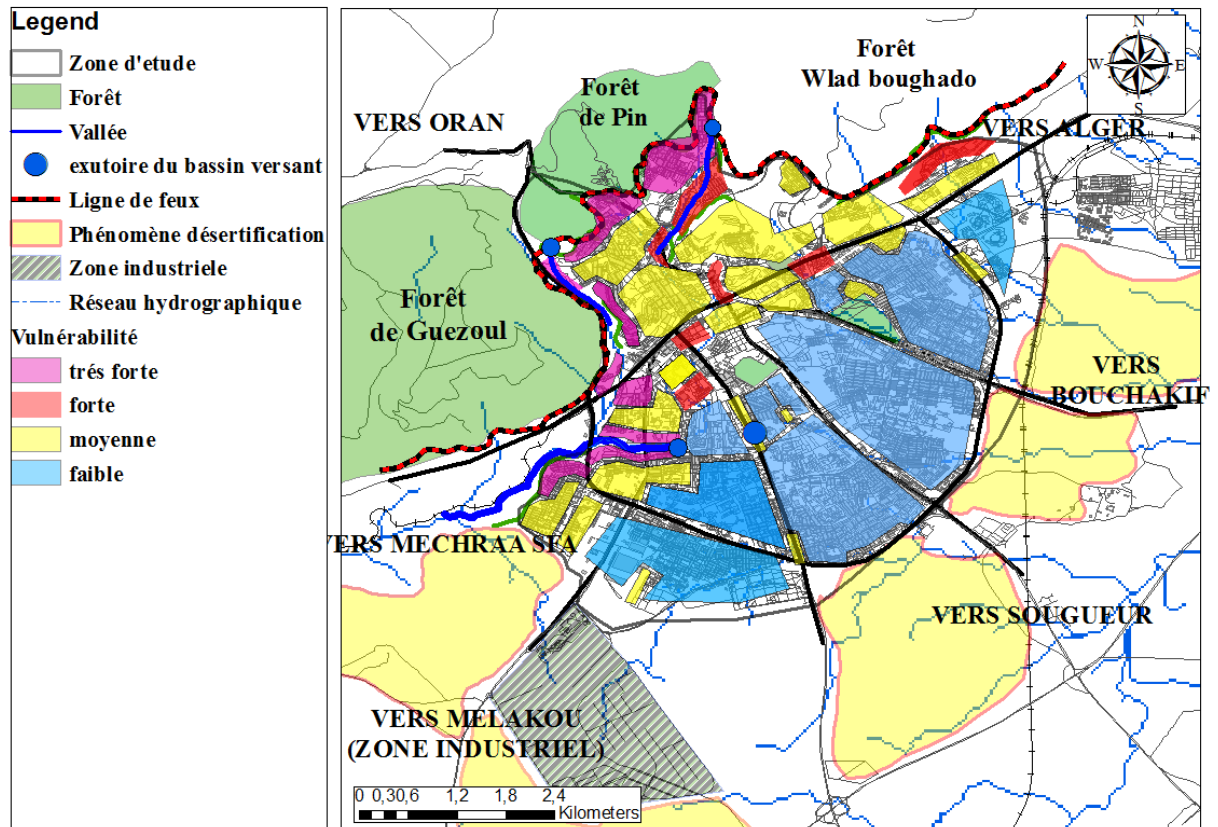 Legend
Zone d'etude
Forêt
Vallée
exutoire du bassin versant
Ligne de feux
Phénomène désertification
Zone industriele
Réseau hydrographique
Vulnérabilité
trés forte
forte
moyenne
faible
N
W
E
S
Forêt
Wlad boughado
Forêt
de Pin
VERS ORAN
VERS ALGER
Forêt
de Guezoul
VERS
BOUCHAKIF
VERS MECHRAA SFA
VERS SOUGUEUR
VERS MELAKOU
(ZONE INDUSTRIEL)
0 0,30,6 1,2 1,8 2,4
Kilometers